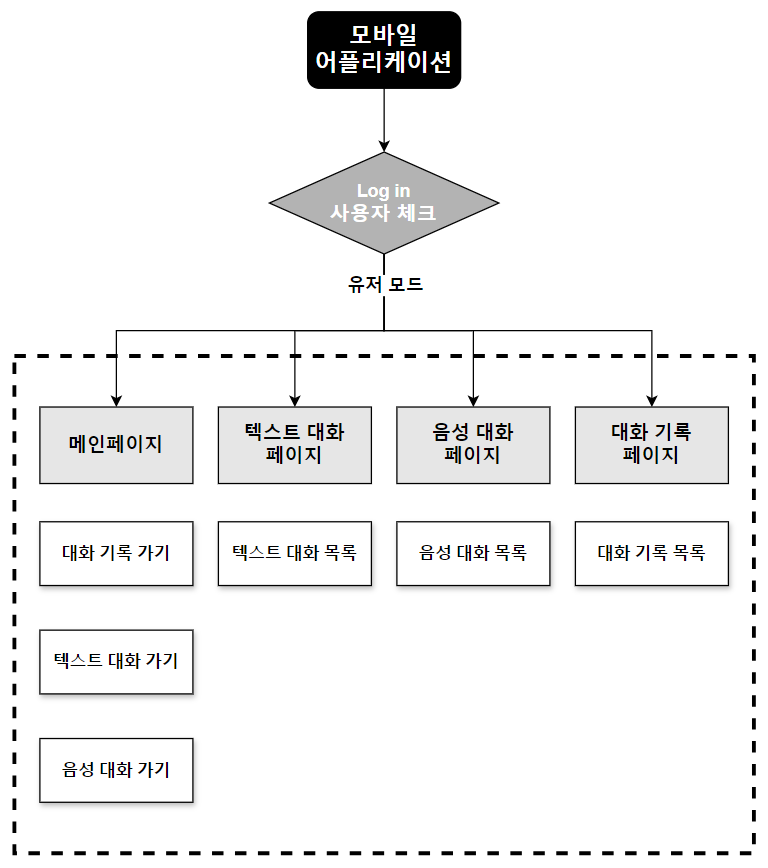 모바일
어플리케이션
Log in
사용자 체크
유저 모드
메인페이지
텍스트 대화
페이지
음성 대화
페이지
대화 기록
페이지
대화 기록 가기
텍스트 대화 목록
음성 대화 목록
대화 기록 목록
텍스트 대화 가기
음성 대화 가기